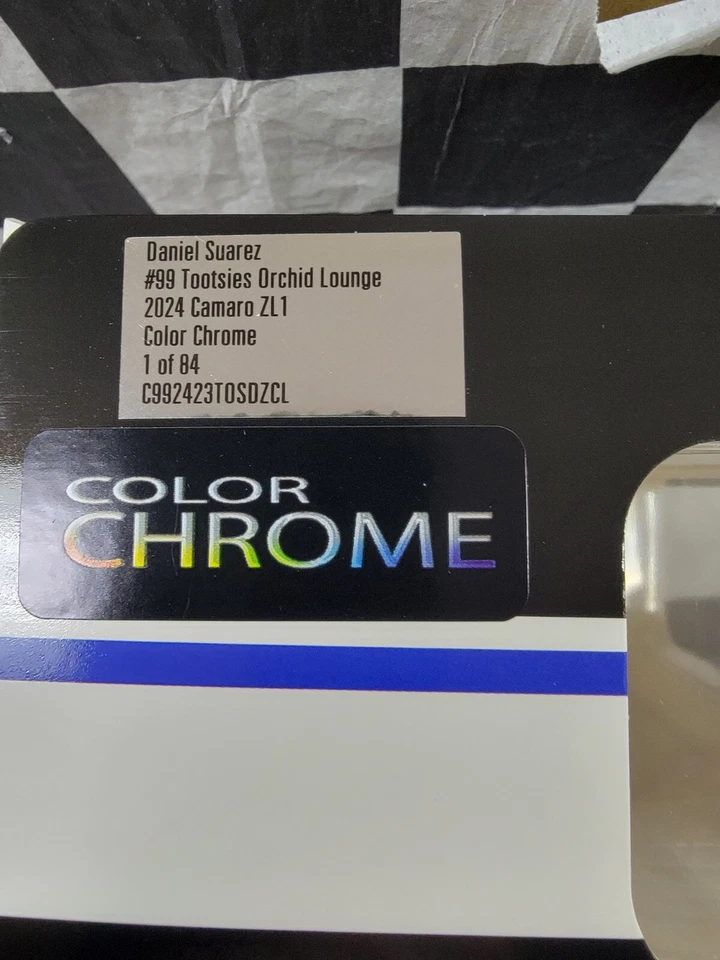 Daniel Suarez
#99 Tootsies Orchid Lounge
2024 Camaro ZL1
Color Chrome
1 of 84
C992423TOSDZCL
COLOR
CHROME